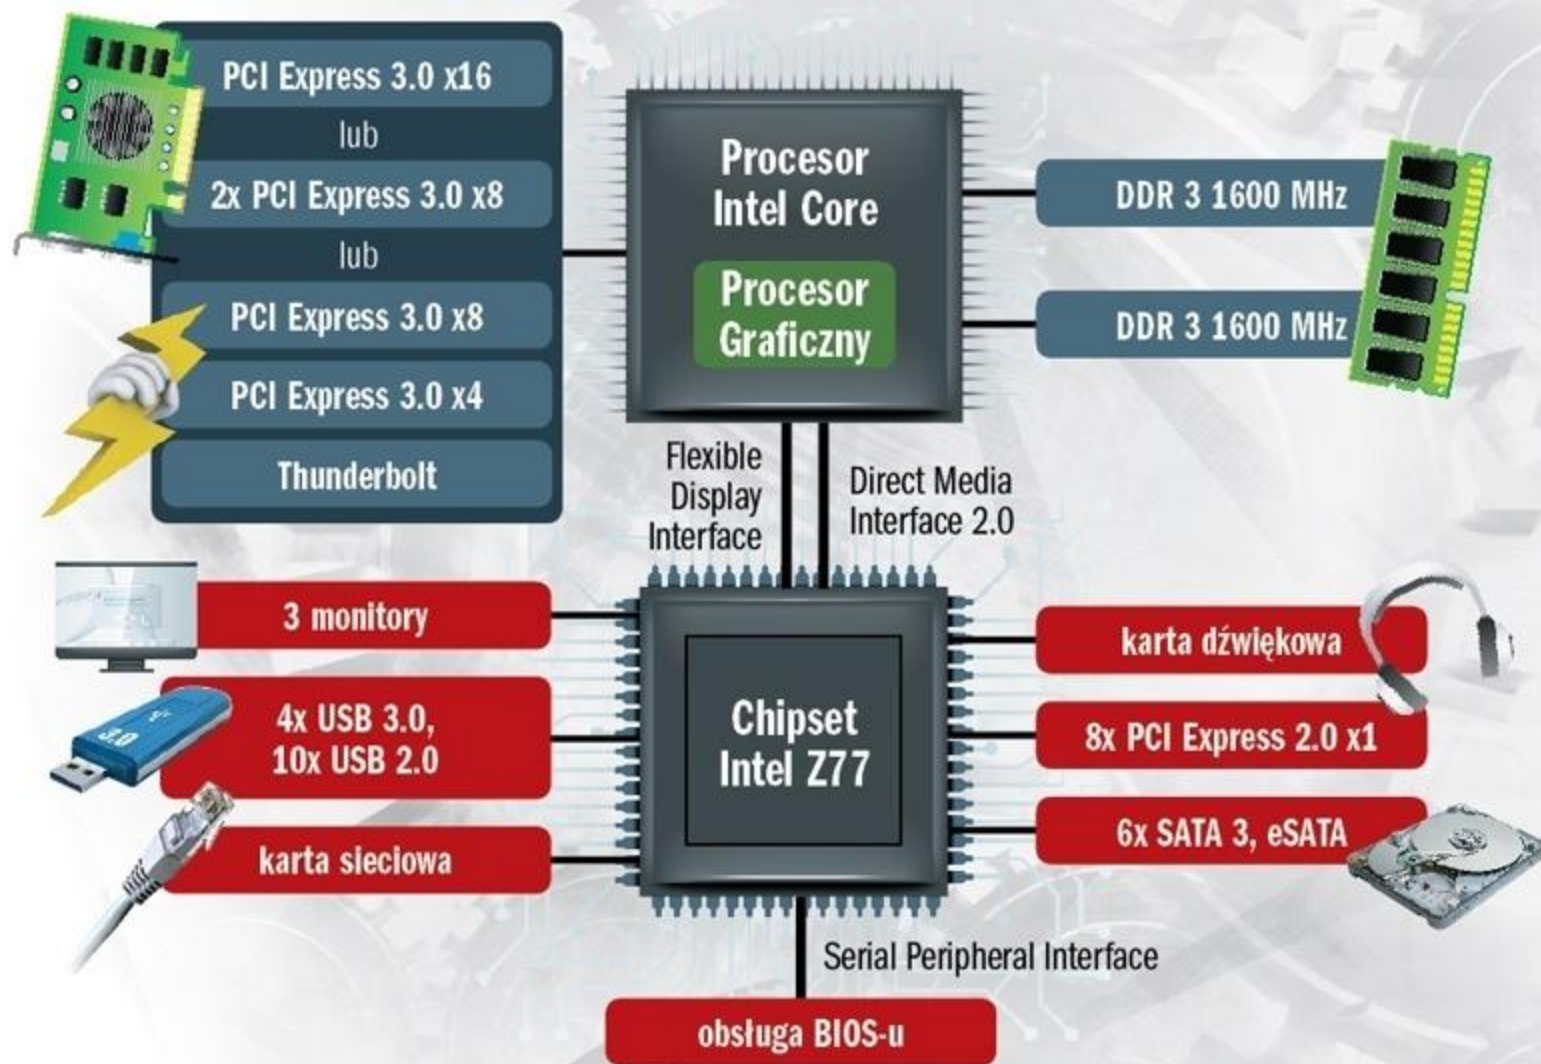 PCI Express 3.0 x16
lub
2x PCI Express 3.0 x8
lub
PCI Express 3.0 x8
PCI Express 3.0 x4
Thunderbolt
Procesor
Intel Core
Procesor
Graficzny
DDR 3 1600 MHz
DDR 3 1600 MHz
Flexible
Display
Interface
Direct Media
Interface 2.0
3 monitory
4x USB 3.0,
10x USB 2.0
3.0
karta sieciowa
Chipset
Intel Z77
karta dźwiękowa
8x PCI Express 2.0 x1
6x SATA 3, eSATA
Serial Peripheral Interface
obsługa BIOS-u